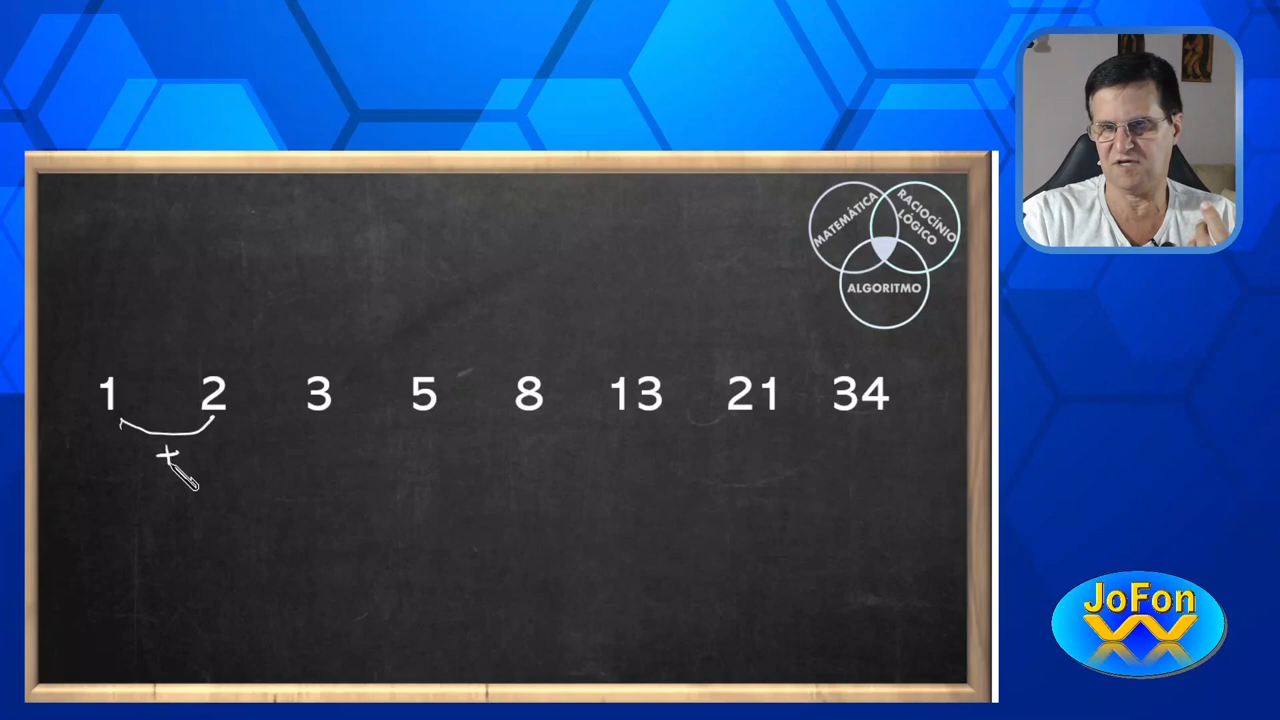 MATEMÁTICA
RACIOCÍNIO
LÓGICO
ALGORITMO
1 2 3 5 8 13 21 34
+
JoFon